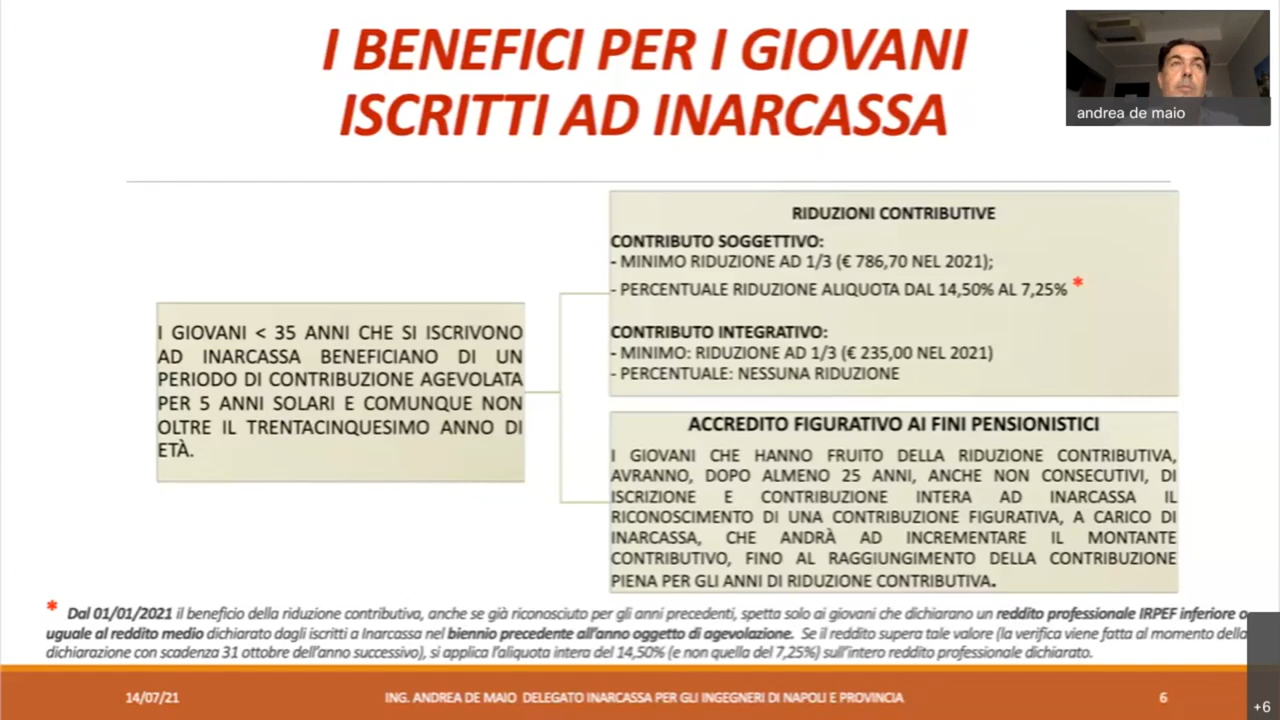 I BENEFICI PER I GIOVANI
ISCRITTI AD INARCASSA
andrea de maio
I GIOVANI < 35 ANNI CHE SI ISCRIVONO
AD INARCASSA BENEFICIANO DI UN
PERIODO DI CONTRIBUZIONE AGEVOLATA
PER 5 ANNI SOLARI E COMUNQUE NON
OLTRE IL TRENTACINQUESIMO ANNO DI
ETÀ.
RIDUZIONI CONTRIBUTIVE
CONTRIBUTO SOGGETTIVO:
- MINIMO RIDUZIONE AD 1/3 (€ 786,70 NEL 2021);
- PERCENTUALE RIDUZIONE ALIQUOTA DAL 14,50% AL 7,25% *
CONTRIBUTO INTEGRATIVO:
- MINIMO: RIDUZIONE AD 1/3 (€ 235,00 NEL 2021)
- PERCENTUALE: NESSUNA RIDUZIONE
ACCREDITO FIGURATIVO AI FINI PENSIONISTICI
I GIOVANI CHE HANNO FRUITO DELLA RIDUZIONE CONTRIBUTIVA,
AVRANNO, DOPO ALMENO 25 ANNI, ANCHE NON CONSECUTIVI, DI
ISCRIZIONE E CONTRIBUZIONE INTERA AD INARCASSA IL
RICONOSCIMENTO DI UNA CONTRIBUZIONE FIGURATIVA, A CARICO DI
INARCASSA, CHE ANDRÀ AD INCREMENTARE IL MONTANTE
CONTRIBUTIVO, FINO AL RAGGIUNGIMENTO DELLA CONTRIBUZIONE
PIENA PER GLI ANNI DI RIDUZIONE CONTRIBUTIVA.
* Dal 01/01/2021 il beneficio della riduzione contributiva, anche se già riconosciuto per gli anni precedenti, spetta solo ai giovani che dichiarano un reddito professionale IRPEF inferiore o
uguale al reddito medio dichiarato dagli iscritti a Inarcassa nel biennio precedente all'anno oggetto di agevolazione. Se il reddito supera tale valore (la verifica viene fatta al momento della
dichiarazione con scadenza 31 ottobre dell'anno successivo), si applica l'aliquota intera del 14,50% (e non quella del 7,25%) sull'intero reddito professionale dichiarato.
14/07/21
ING. ANDREA DE MAIO DELEGATO INARCASSA PER GLI INGEGNERI DI NAPOLI E PROVINCIA
6
+6